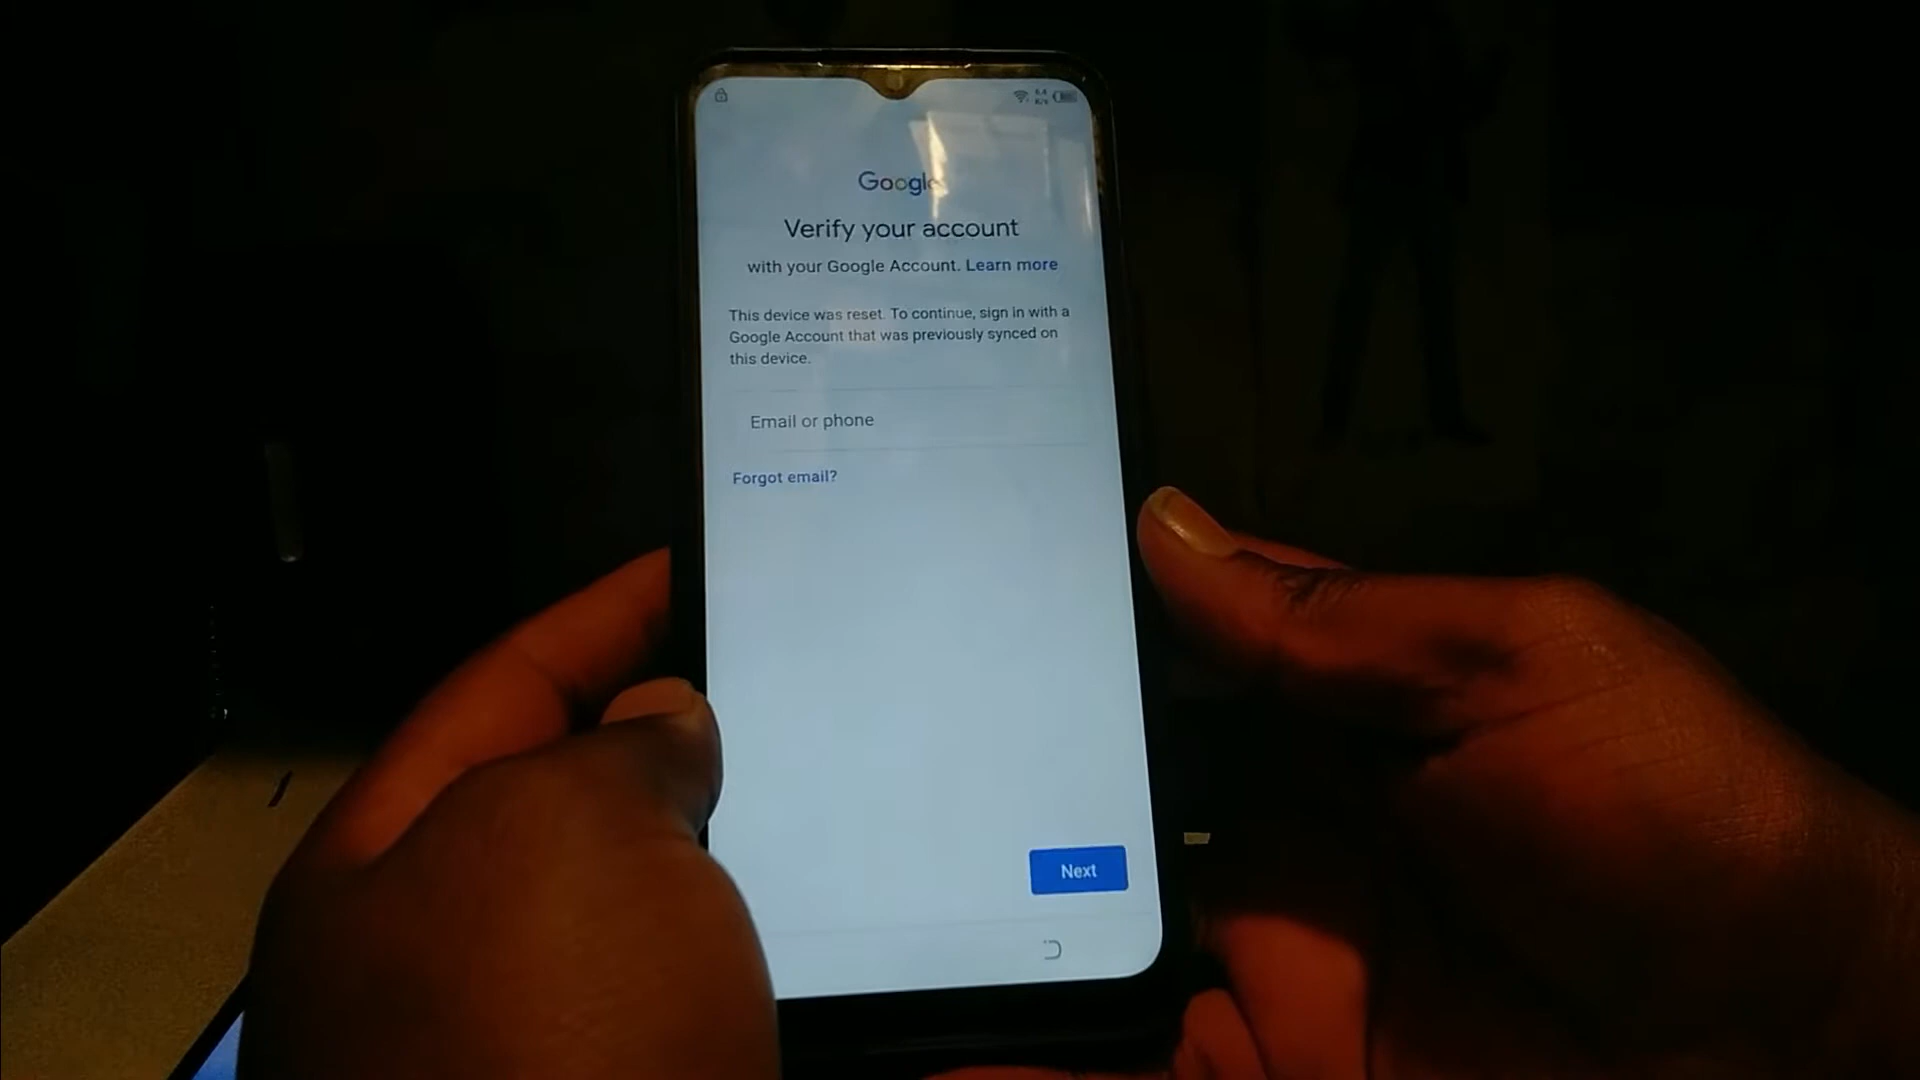 Google
Verify your account
with your Google Account. Learn more
This device was reset. To continue, sign in with a
Google Account that was previously synced on
this device.
Email or phone
Forgot email?
Next